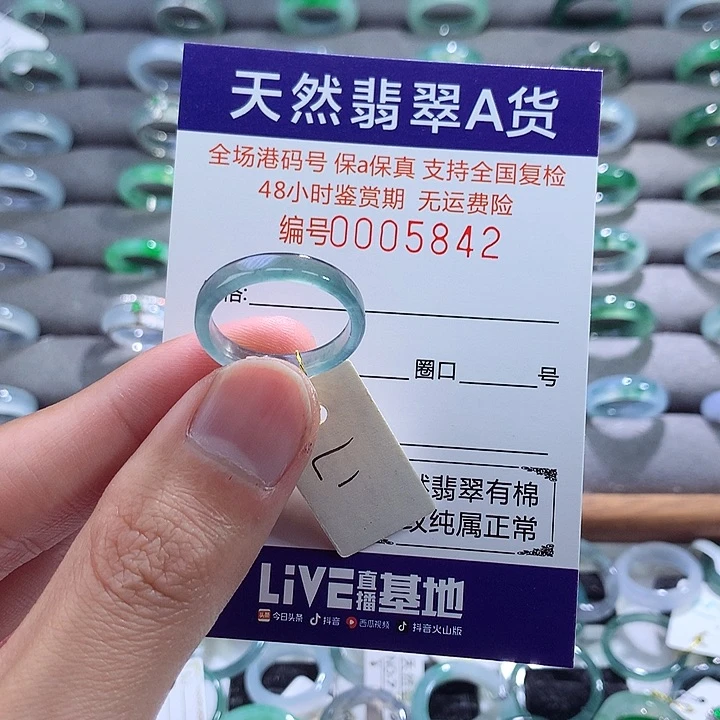 天然翡翠A货
全场港码号 保a保真 支持全国复检
48小时鉴赏期 无运费险
编号0005842
格:
圈口 号
翡翠有棉
纹纯属正常
LiVE直播基地
今日头条 抖音 西瓜视频 抖音火山版